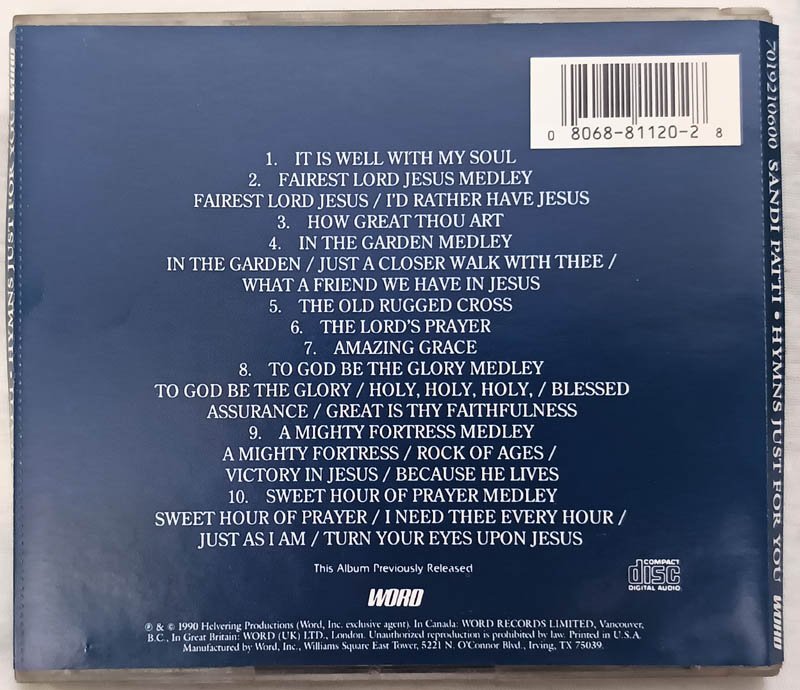 0 8068-81120-2 8
1. IT IS WELL WITH MY SOUL
2. FAIREST LORD JESUS MEDLEY
FAIREST LORD JESUS / I'D RATHER HAVE JESUS
3. HOW GREAT THOU ART
4. IN THE GARDEN MEDLEY
IN THE GARDEN / JUST A CLOSER WALK WITH THEE /
WHAT A FRIEND WE HAVE IN JESUS
5. THE OLD RUGGED CROSS
6. THE LORD'S PRAYER
7. AMAZING GRACE
8. TO GOD BE THE GLORY MEDLEY
TO GOD BE THE GLORY / HOLY, HOLY, HOLY, / BLESSED
ASSURANCE / GREAT IS THY FAITHFULNESS
9. A MIGHTY FORTRESS MEDLEY
A MIGHTY FORTRESS / ROCK OF AGES /
VICTORY IN JESUS / BECAUSE HE LIVES
10. SWEET HOUR OF PRAYER MEDLEY
SWEET HOUR OF PRAYER / I NEED THEE EVERY HOUR /
JUST AS I AM / TURN YOUR EYES UPON JESUS
This Album Previously Released
WORD
COMPACT
disc
DIGITAL AUDIO
℗ & © 1990 Helvering Productions (Word, Inc. exclusive agent). In Canada: WORD RECORDS LIMITED, Vancouver,
B.C., In Great Britain: WORD (UK) LTD., London. Unauthorized reproduction is prohibited by law. Printed in U.S.A.
Manufactured by Word, Inc., Williams Square East Tower, 5221 N. O'Connor Blvd., Irving, TX 75039.
7019210600 SANDI PATTI • HYMNS JUST FOR YOU WORD
HYMNS JUST FOR YOU WORD